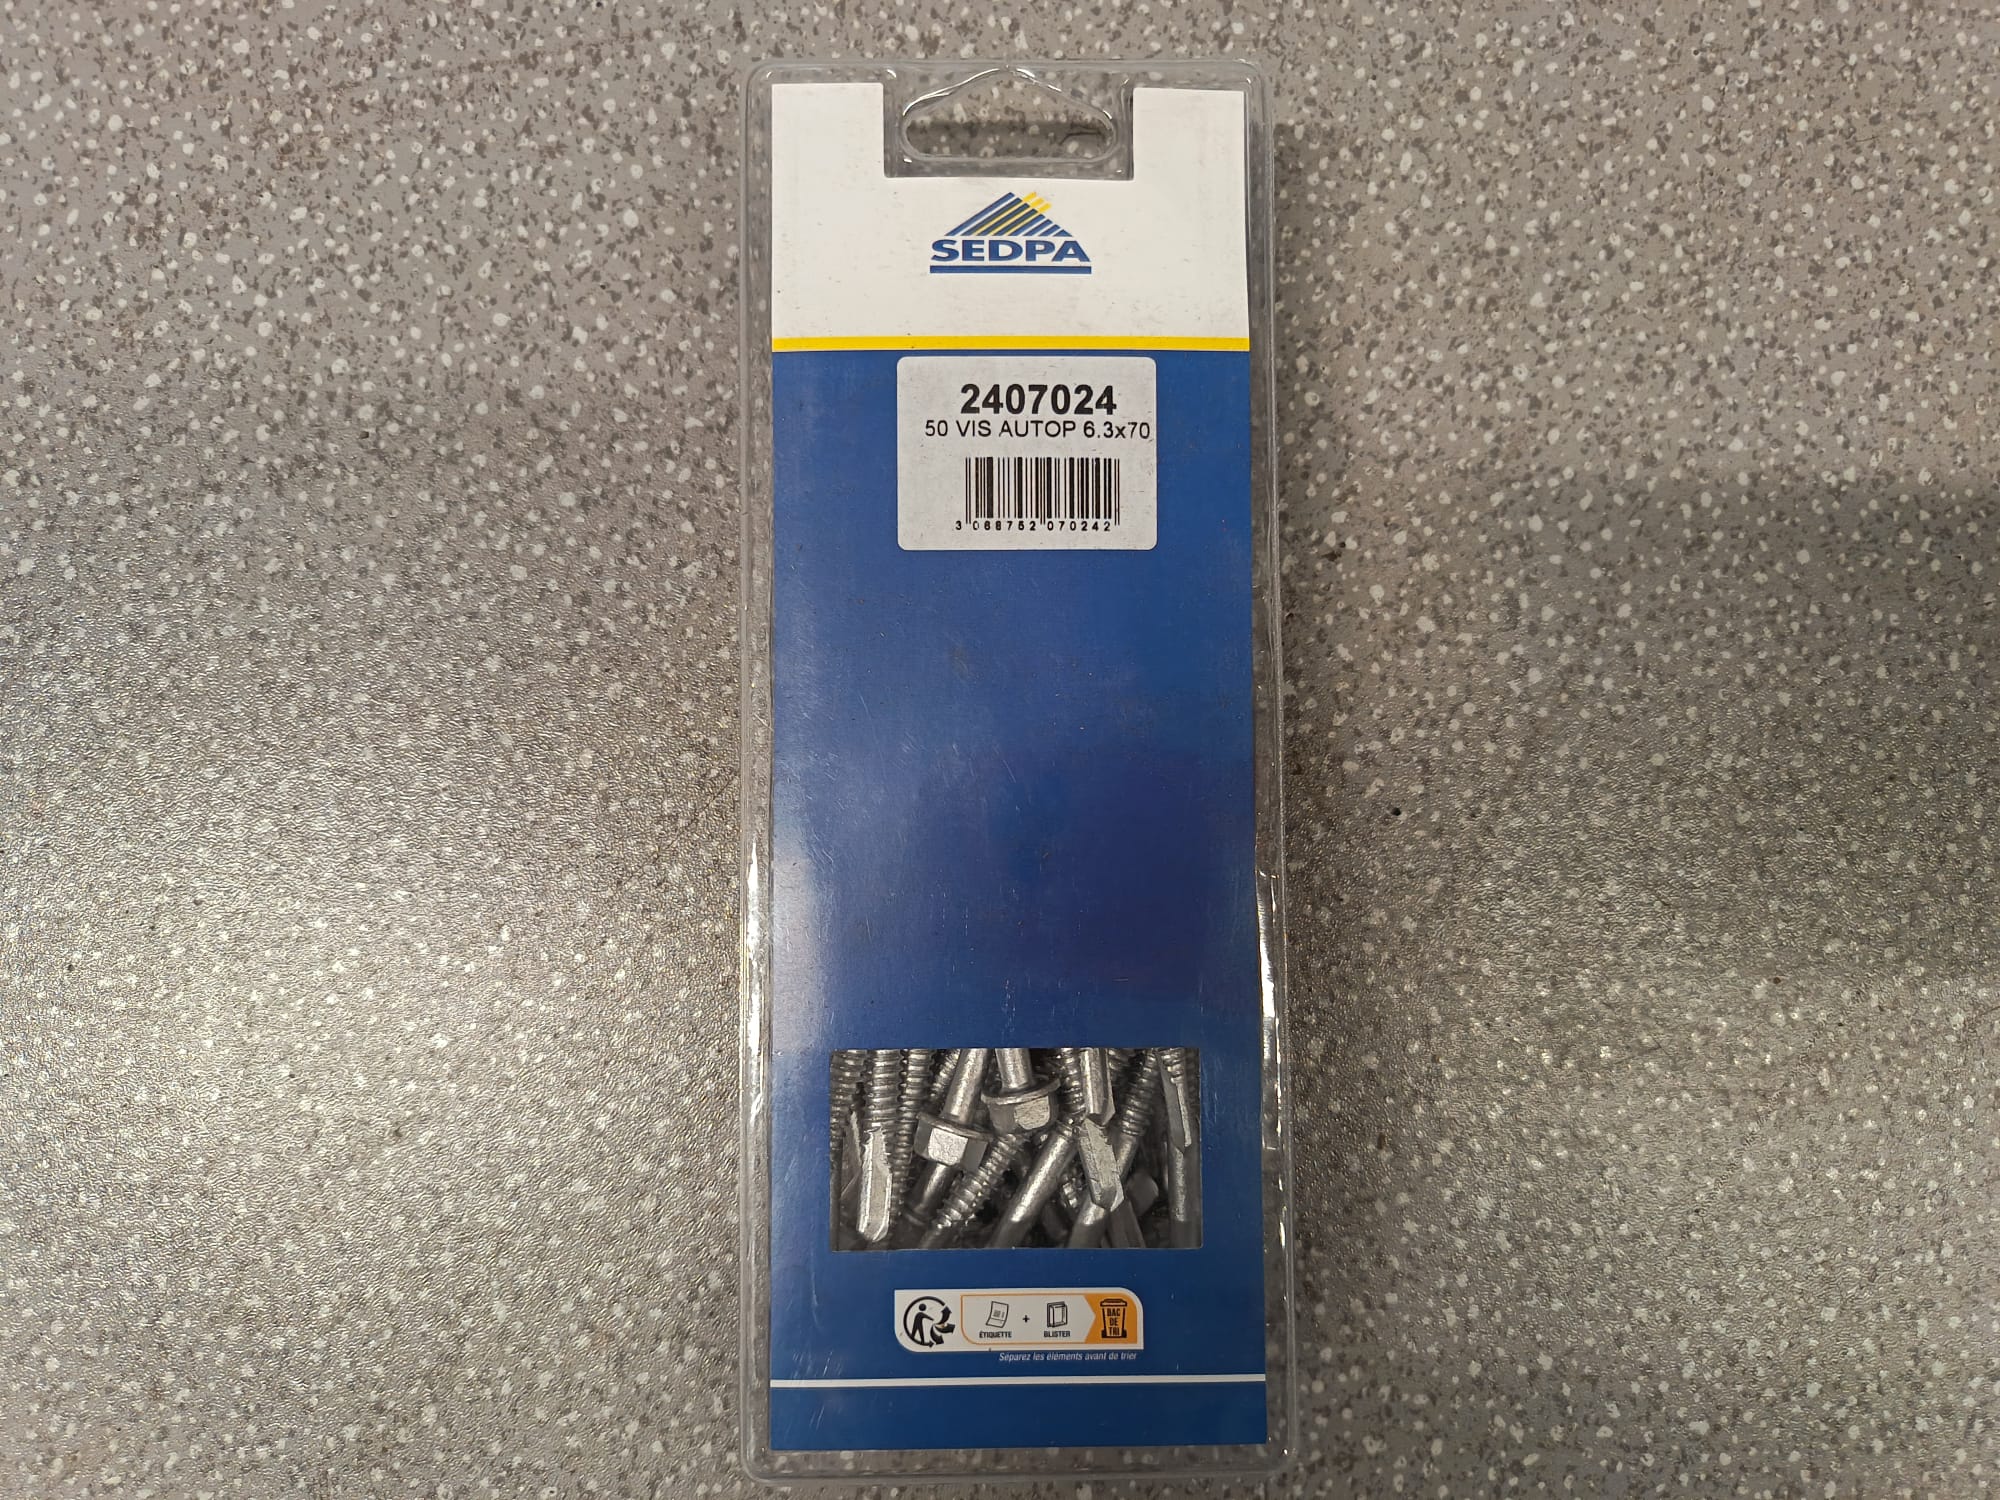 SEDPA
2407024
50 VIS AUTOP 6.3x70
3 068752 070242
ÉTIQUETTE
+
BLISTER
BAC
DE
TRI
Séparez les éléments avant de trier